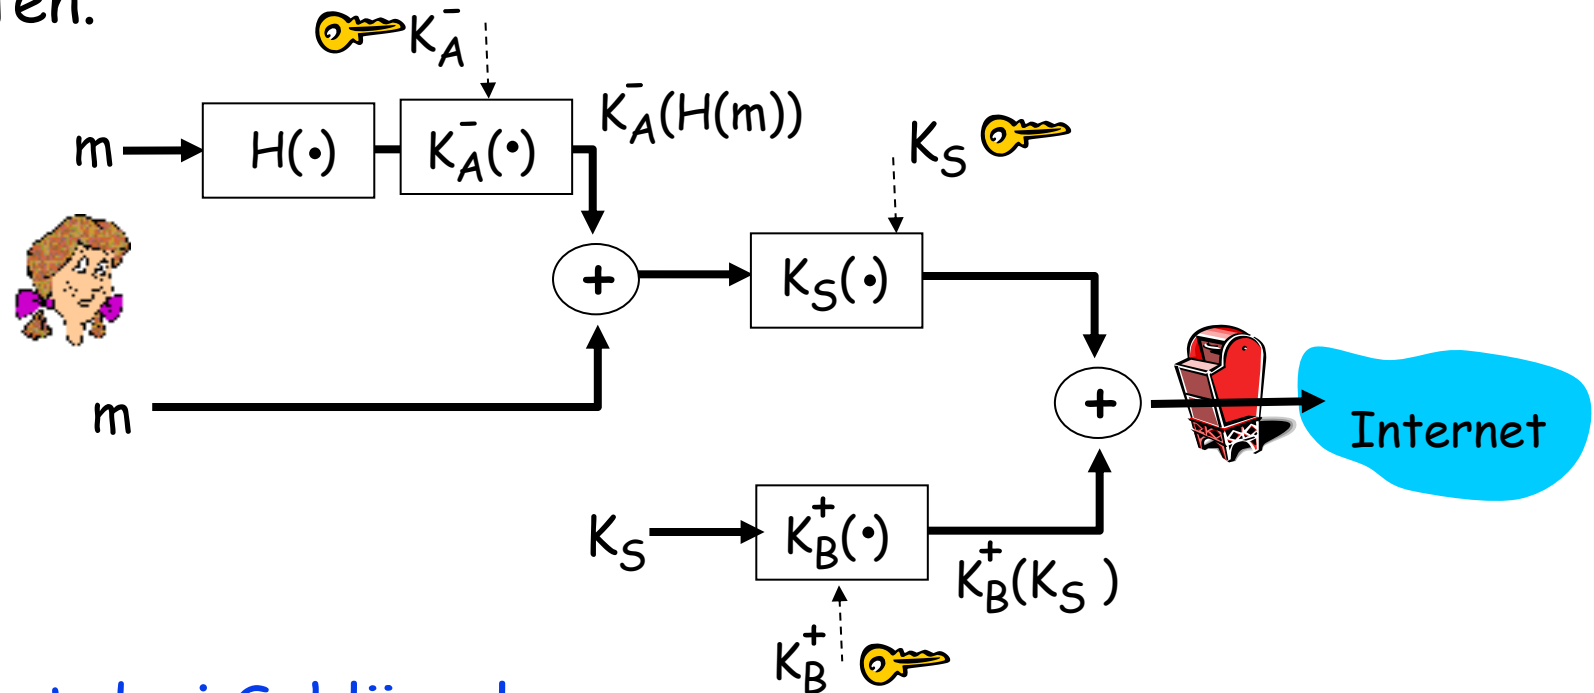 K_A^-
m H(·) K_A^-(·) K_A^-(H(m))
K_S
+ K_S(·)
m
+ Internet
K_S K_B^+(·) K_B^+(K_S )
K_B^+